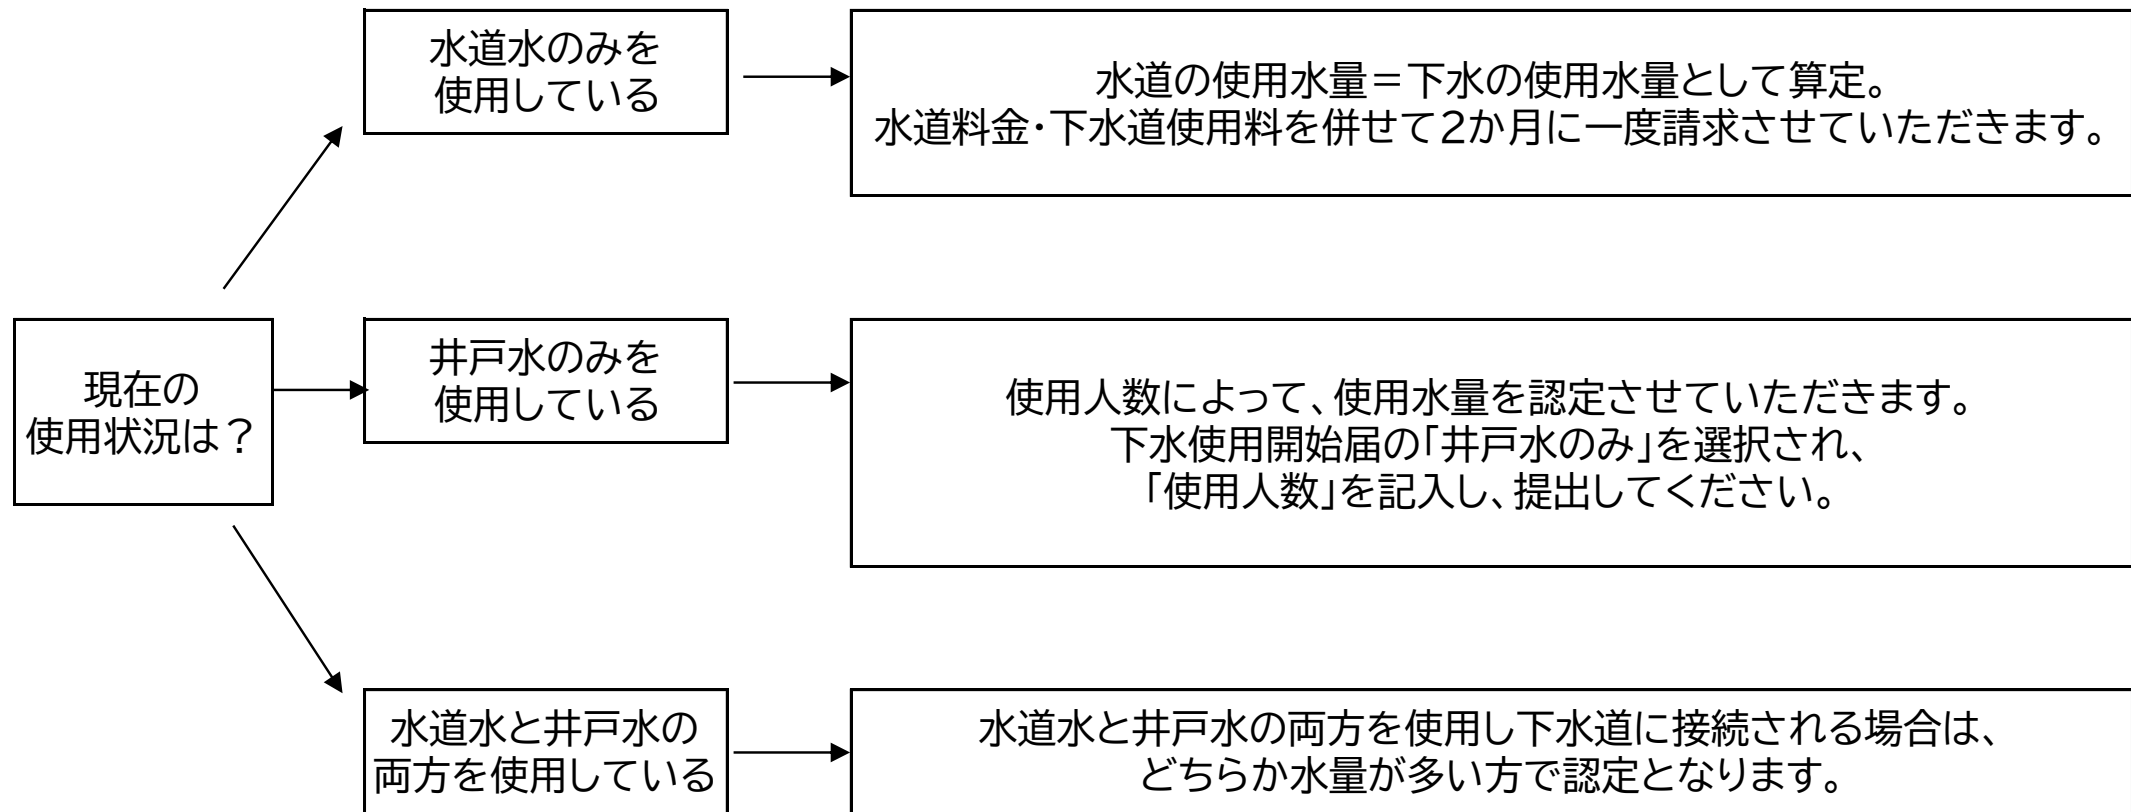 水道水のみを
使用している
水道の使用水量＝下水の使用水量として算定。
水道料金・下水道使用料を併せて2か月に一度請求させていただきます。
現在の
使用状況は？
井戸水のみを
使用している
使用人数によって、使用水量を認定させていただきます。
下水使用開始届の「井戸水のみ」を選択され、
「使用人数」を記入し、提出してください。
水道水と井戸水の
両方を使用している
水道水と井戸水の両方を使用し下水道に接続される場合は、
どちらか水量が多い方で認定となります。